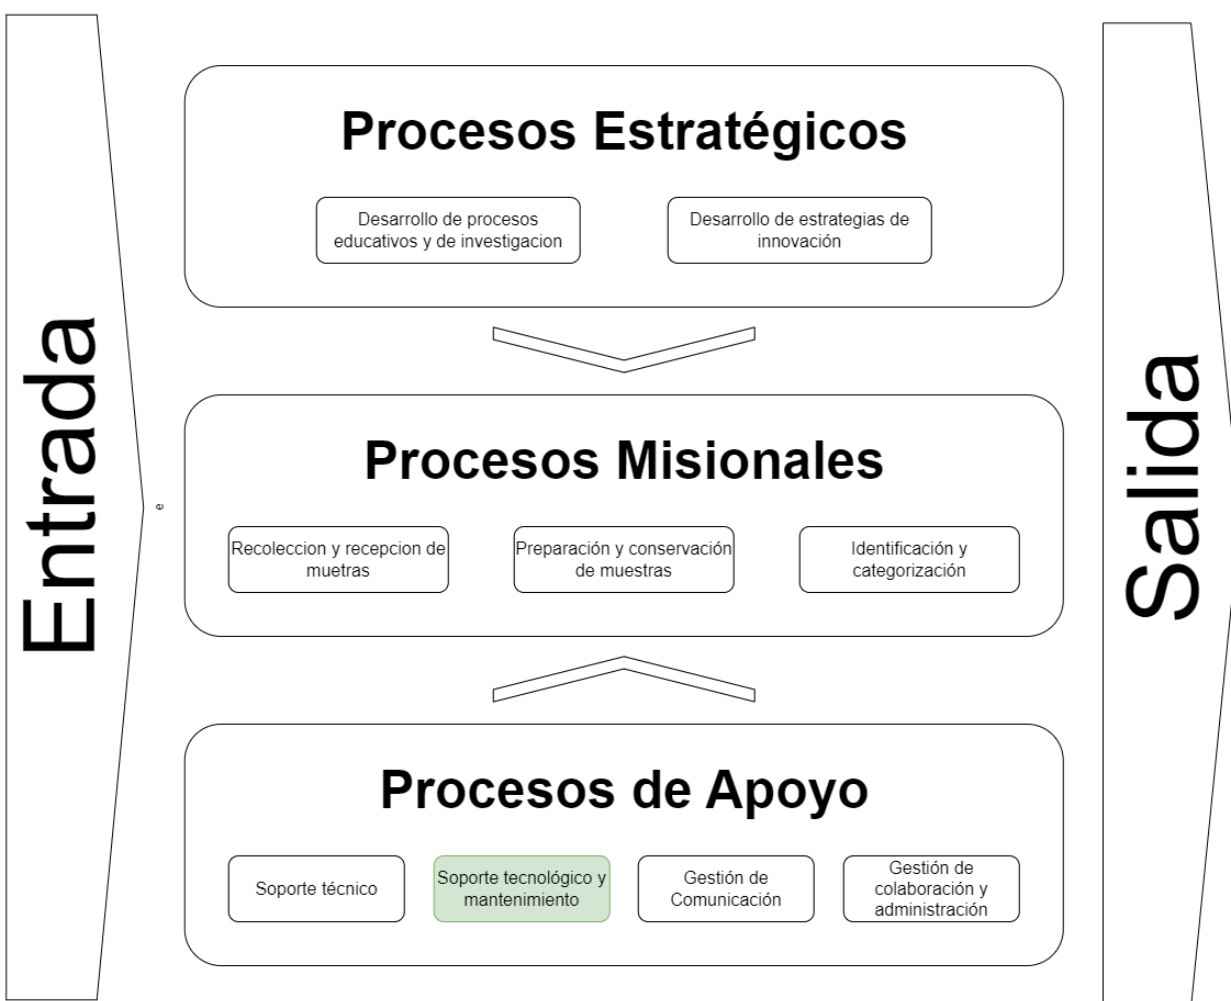 Entrada
Procesos Estratégicos
Desarrollo de procesos
educativos y de investigacion
Desarrollo de estrategias de
innovación
Procesos Misionales
e
Recoleccion y recepcion de
muetras
Preparación y conservación
de muestras
Identificación y
categorización
Procesos de Apoyo
Soporte técnico
Soporte tecnológico y
mantenimiento
Gestión de
Comunicación
Gestión de
colaboración y
administración
Salida